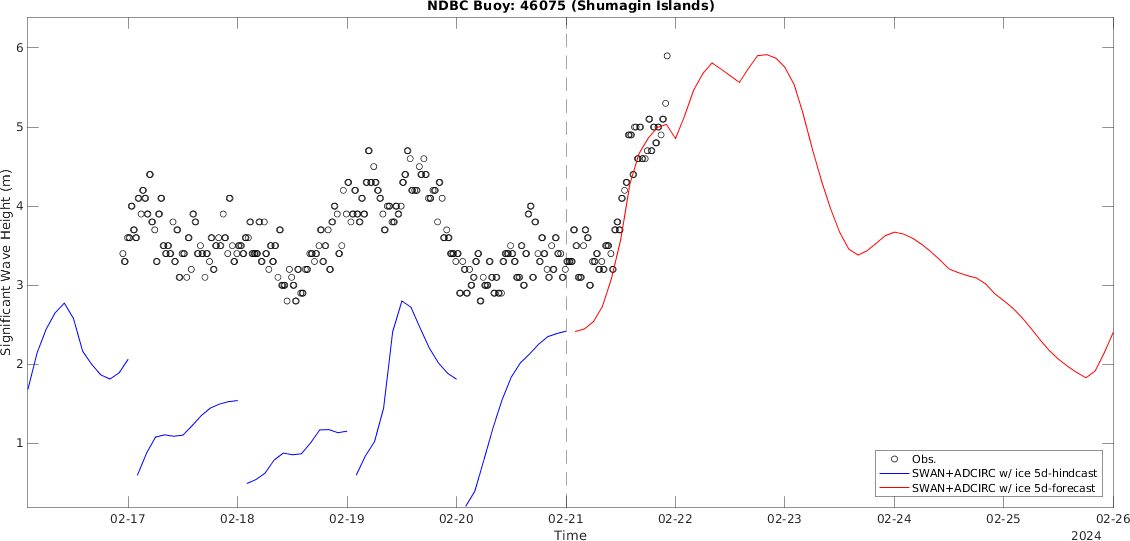 NDBC Buoy: 46075 (Shumagin Islands)
Significant Wave Height (m)
6
5
4
3
2
1
Obs.
SWAN+ADCIRC w/ ice 5d-hindcast
SWAN+ADCIRC w/ ice 5d-forecast
02-17 02-18 02-19 02-20 02-21 02-22 02-23 02-24 02-25 02-26
Time
2024